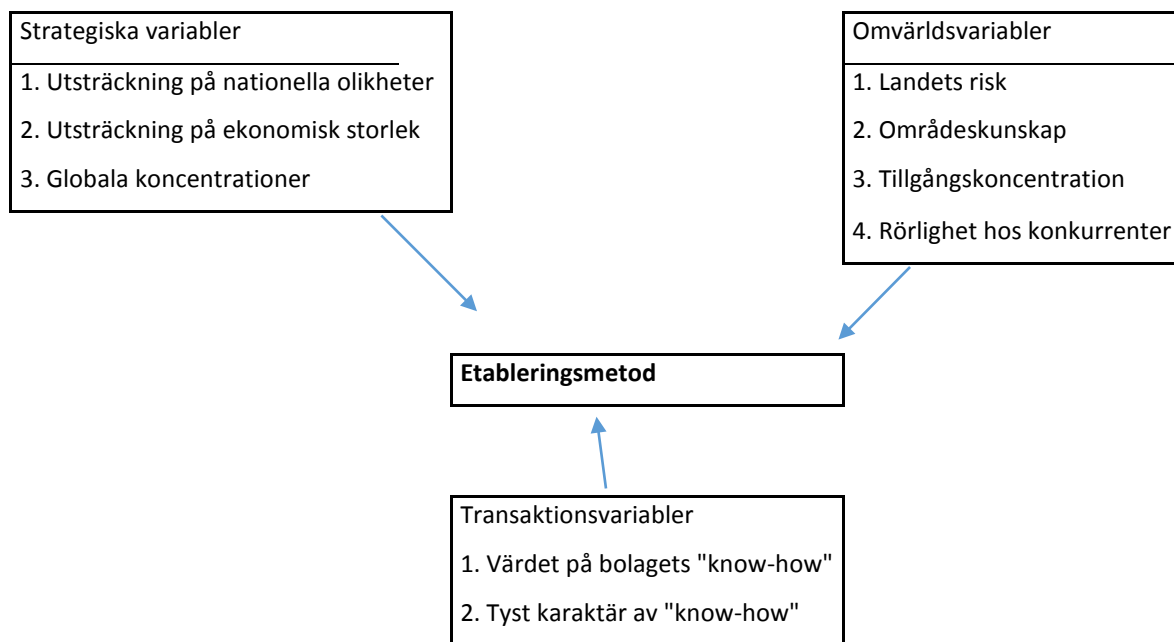 Strategiska variabler
1. Utsträckning på nationella olikheter
2. Utsträckning på ekonomisk storlek
3. Globala koncentrationer
Omvärldsvariabler
1. Landets risk
2. Områdeskunskap
3. Tillgångskoncentration
4. Rörlighet hos konkurrenter
Etableringsmetod
Transaktionsvariabler
1. Värdet på bolagets "know-how"
2. Tyst karaktär av "know-how"